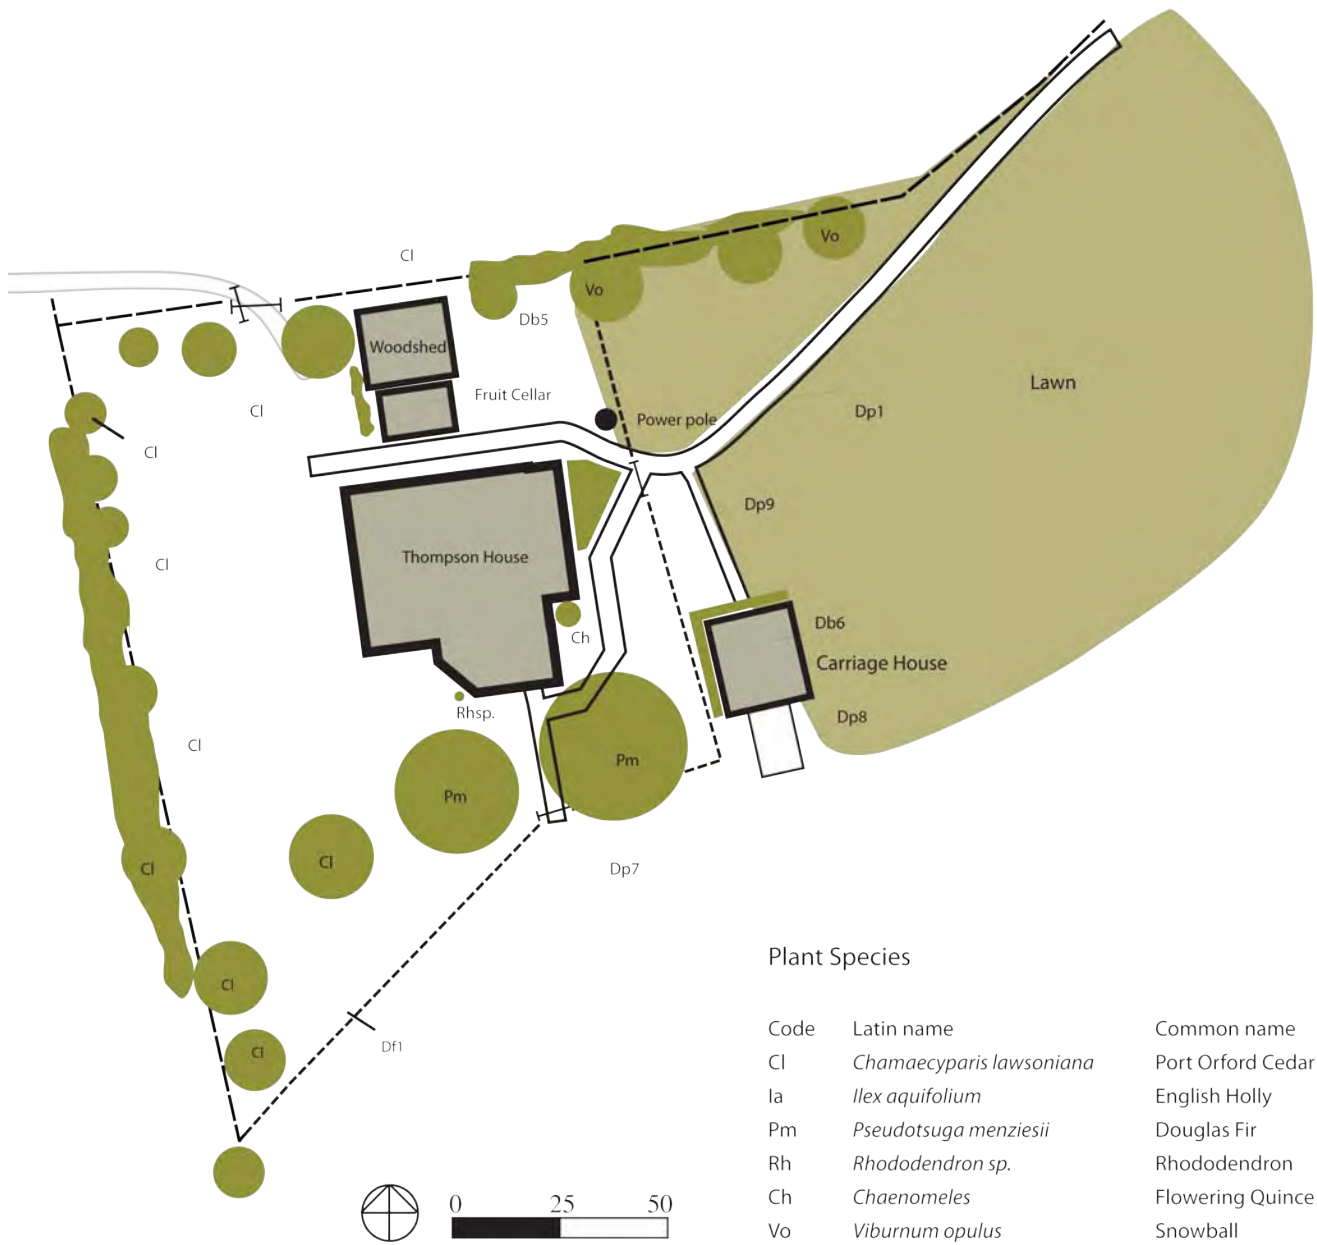 Vo
Cl
Vo
Db5
Woodshed
Lawn
Fruit Cellar
Cl
Dp1
Power pole
Cl
Dp9
Thompson House
Cl
Db6
Ch
Carriage House
Rhsp.
Dp8
Cl
Pm
Pm
Cl
Cl
Dp7
Cl
Df1
Cl
Plant Species
Code Latin name Common name
Cl Chamaecyparis lawsoniana Port Orford Cedar
Ia Ilex aquifolium English Holly
Pm Pseudotsuga menziesii Douglas Fir
Rh Rhododendron sp. Rhododendron
Ch Chaenomeles Flowering Quince
Vo Viburnum opulus Snowball
0 25 50